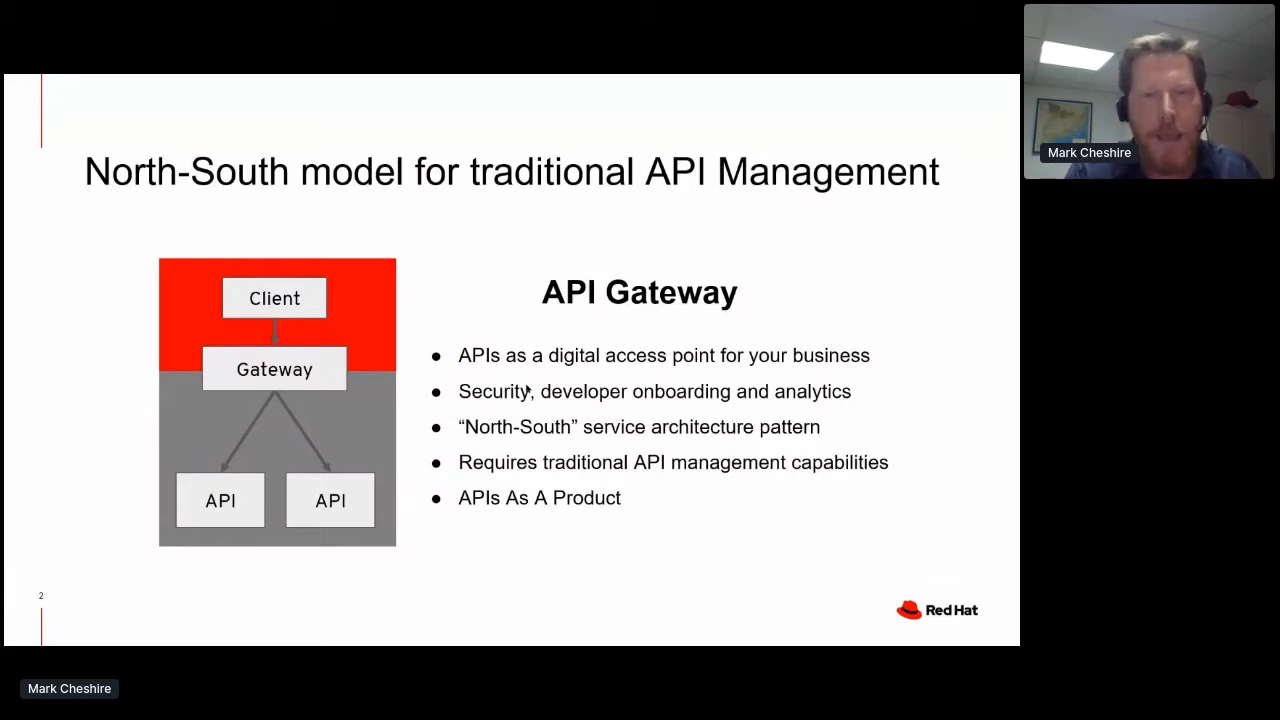 North-South model for traditional API Management
Client
Gateway
API
API
API Gateway
● APIs as a digital access point for your business
● Security, developer onboarding and analytics
● “North-South” service architecture pattern
● Requires traditional API management capabilities
● APIs As A Product
2
Red Hat
Mark Cheshire
Mark Cheshire